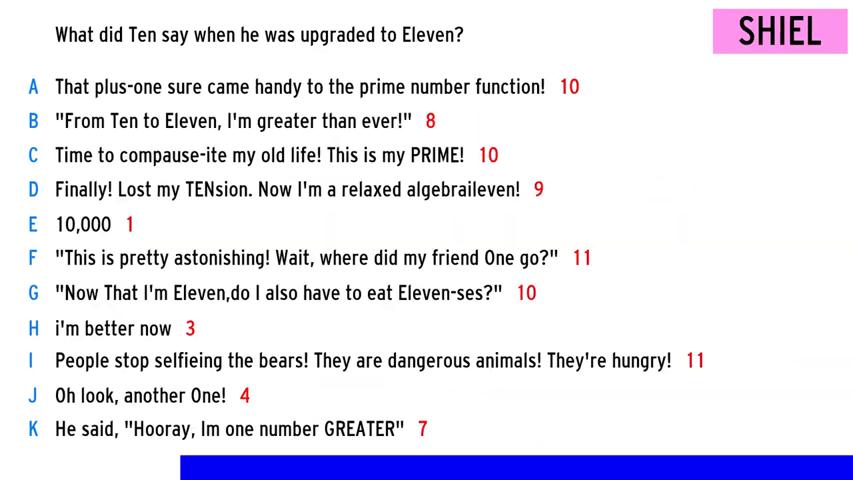 What did Ten say when he was upgraded to Eleven?
SHIEL
A That plus-one sure came handy to the prime number function! 10
B "From Ten to Eleven, I'm greater than ever!" 8
C Time to compause-ite my old life! This is my PRIME! 10
D Finally! Lost my TENsion. Now I'm a relaxed algebraileven! 9
E 10,000 1
F "This is pretty astonishing! Wait, where did my friend One go?" 11
G "Now That I'm Eleven,do I also have to eat Eleven-ses?" 10
H i'm better now 3
I People stop selfieing the bears! They are dangerous animals! They're hungry! 11
J Oh look, another One! 4
K He said, "Hooray, Im one number GREATER" 7